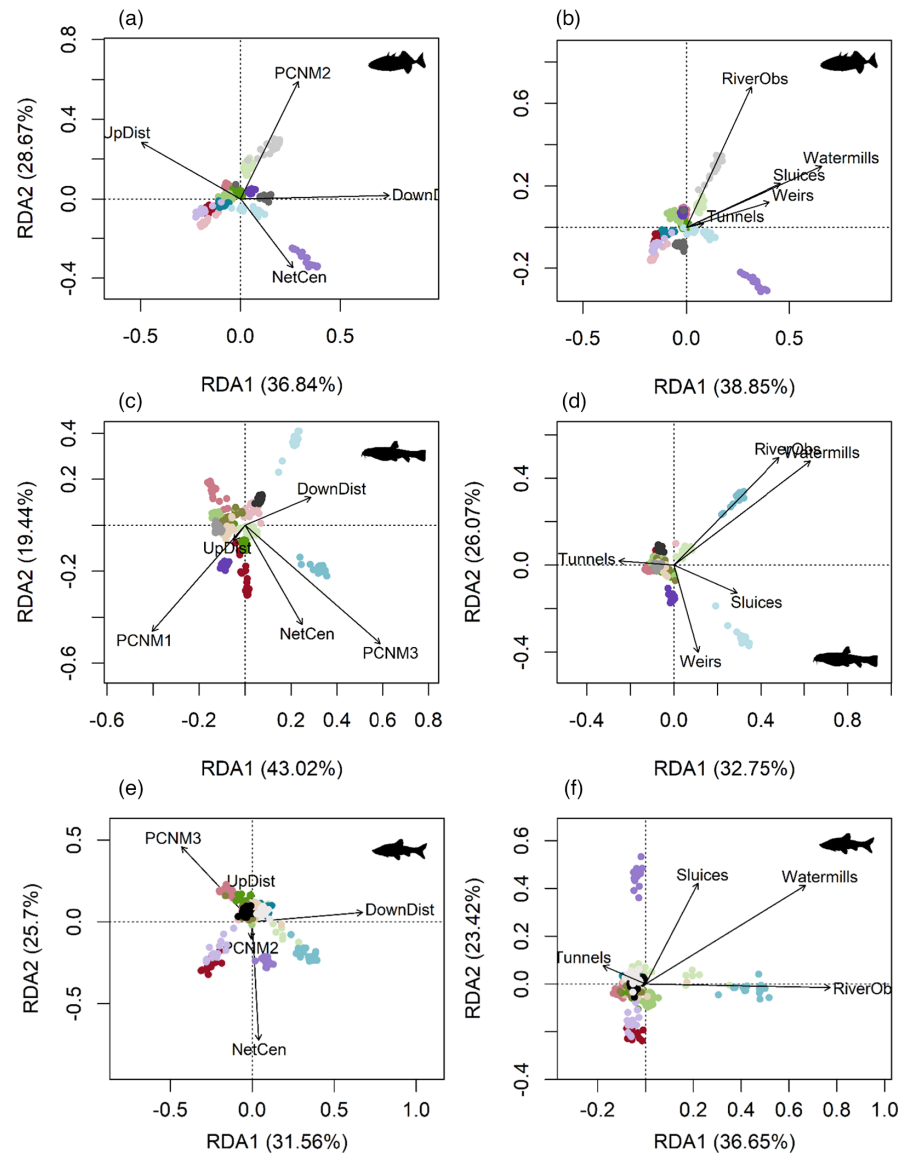 (a)
0.8
0.4
0.0
-0.4
RDA2 (28.67%)
PCNM2
UpDist
DownD
NetCen
-0.5
0.0
0.5
RDA1 (36.84%)
(b)
0.6
0.2
-0.2
RiverObs
Watermills
Sluices
Weirs
Tunnels
-0.5
0.0
0.5
RDA1 (38.85%)
(c)
0.4
0.2
-0.2
-0.6
RDA2 (19.44%)
DownDist
UpDist
PCNM1
NetCen
PCNM3
-0.6
-0.2
0.2
0.4
0.6
0.8
RDA1 (43.02%)
(d)
0.4
0.0
-0.4
RDA2 (26.07%)
RiverObs
Watermills
Tunnels
Sluices
Weirs
-0.4
0.0
0.4
0.8
RDA1 (32.75%)
(e)
0.5
0.0
-0.5
RDA2 (25.7%)
PCNM3
UpDist
DownDist
PCNM2
NetCen
-0.5
0.0
0.5
1.0
RDA1 (31.56%)
(f)
0.6
0.4
0.2
0.0
-0.4
RDA2 (23.42%)
Sluices
Watermills
Tunnels
RiverOb
-0.2
0.2
0.4
0.6
0.8
1.0
RDA1 (36.65%)